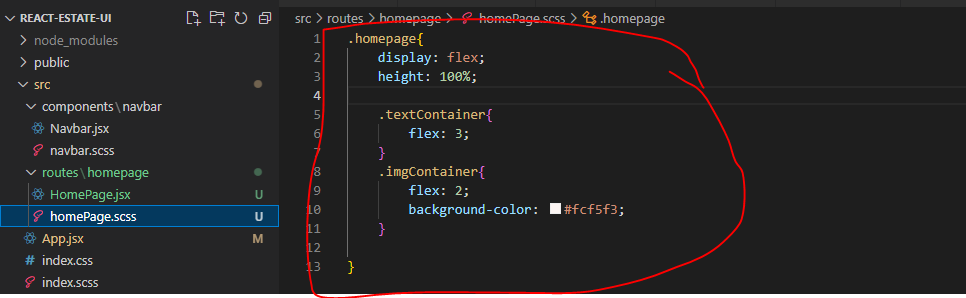 REACT-ESTATE-UI
node_modules
public
src
components\navbar
Navbar.jsx
navbar.scss
routes\homepage
HomePage.jsx U
homePage.scss U
App.jsx M
index.css
index.scss
src > routes > homepage > homePage.scss > .homepage
1 .homepage{
2 display: flex;
3 height: 100%;
4
5 .textContainer{
6 flex: 3;
7 }
8 .imgContainer{
9 flex: 2;
10 background-color: #fcf5f3;
11 }
12
13 }